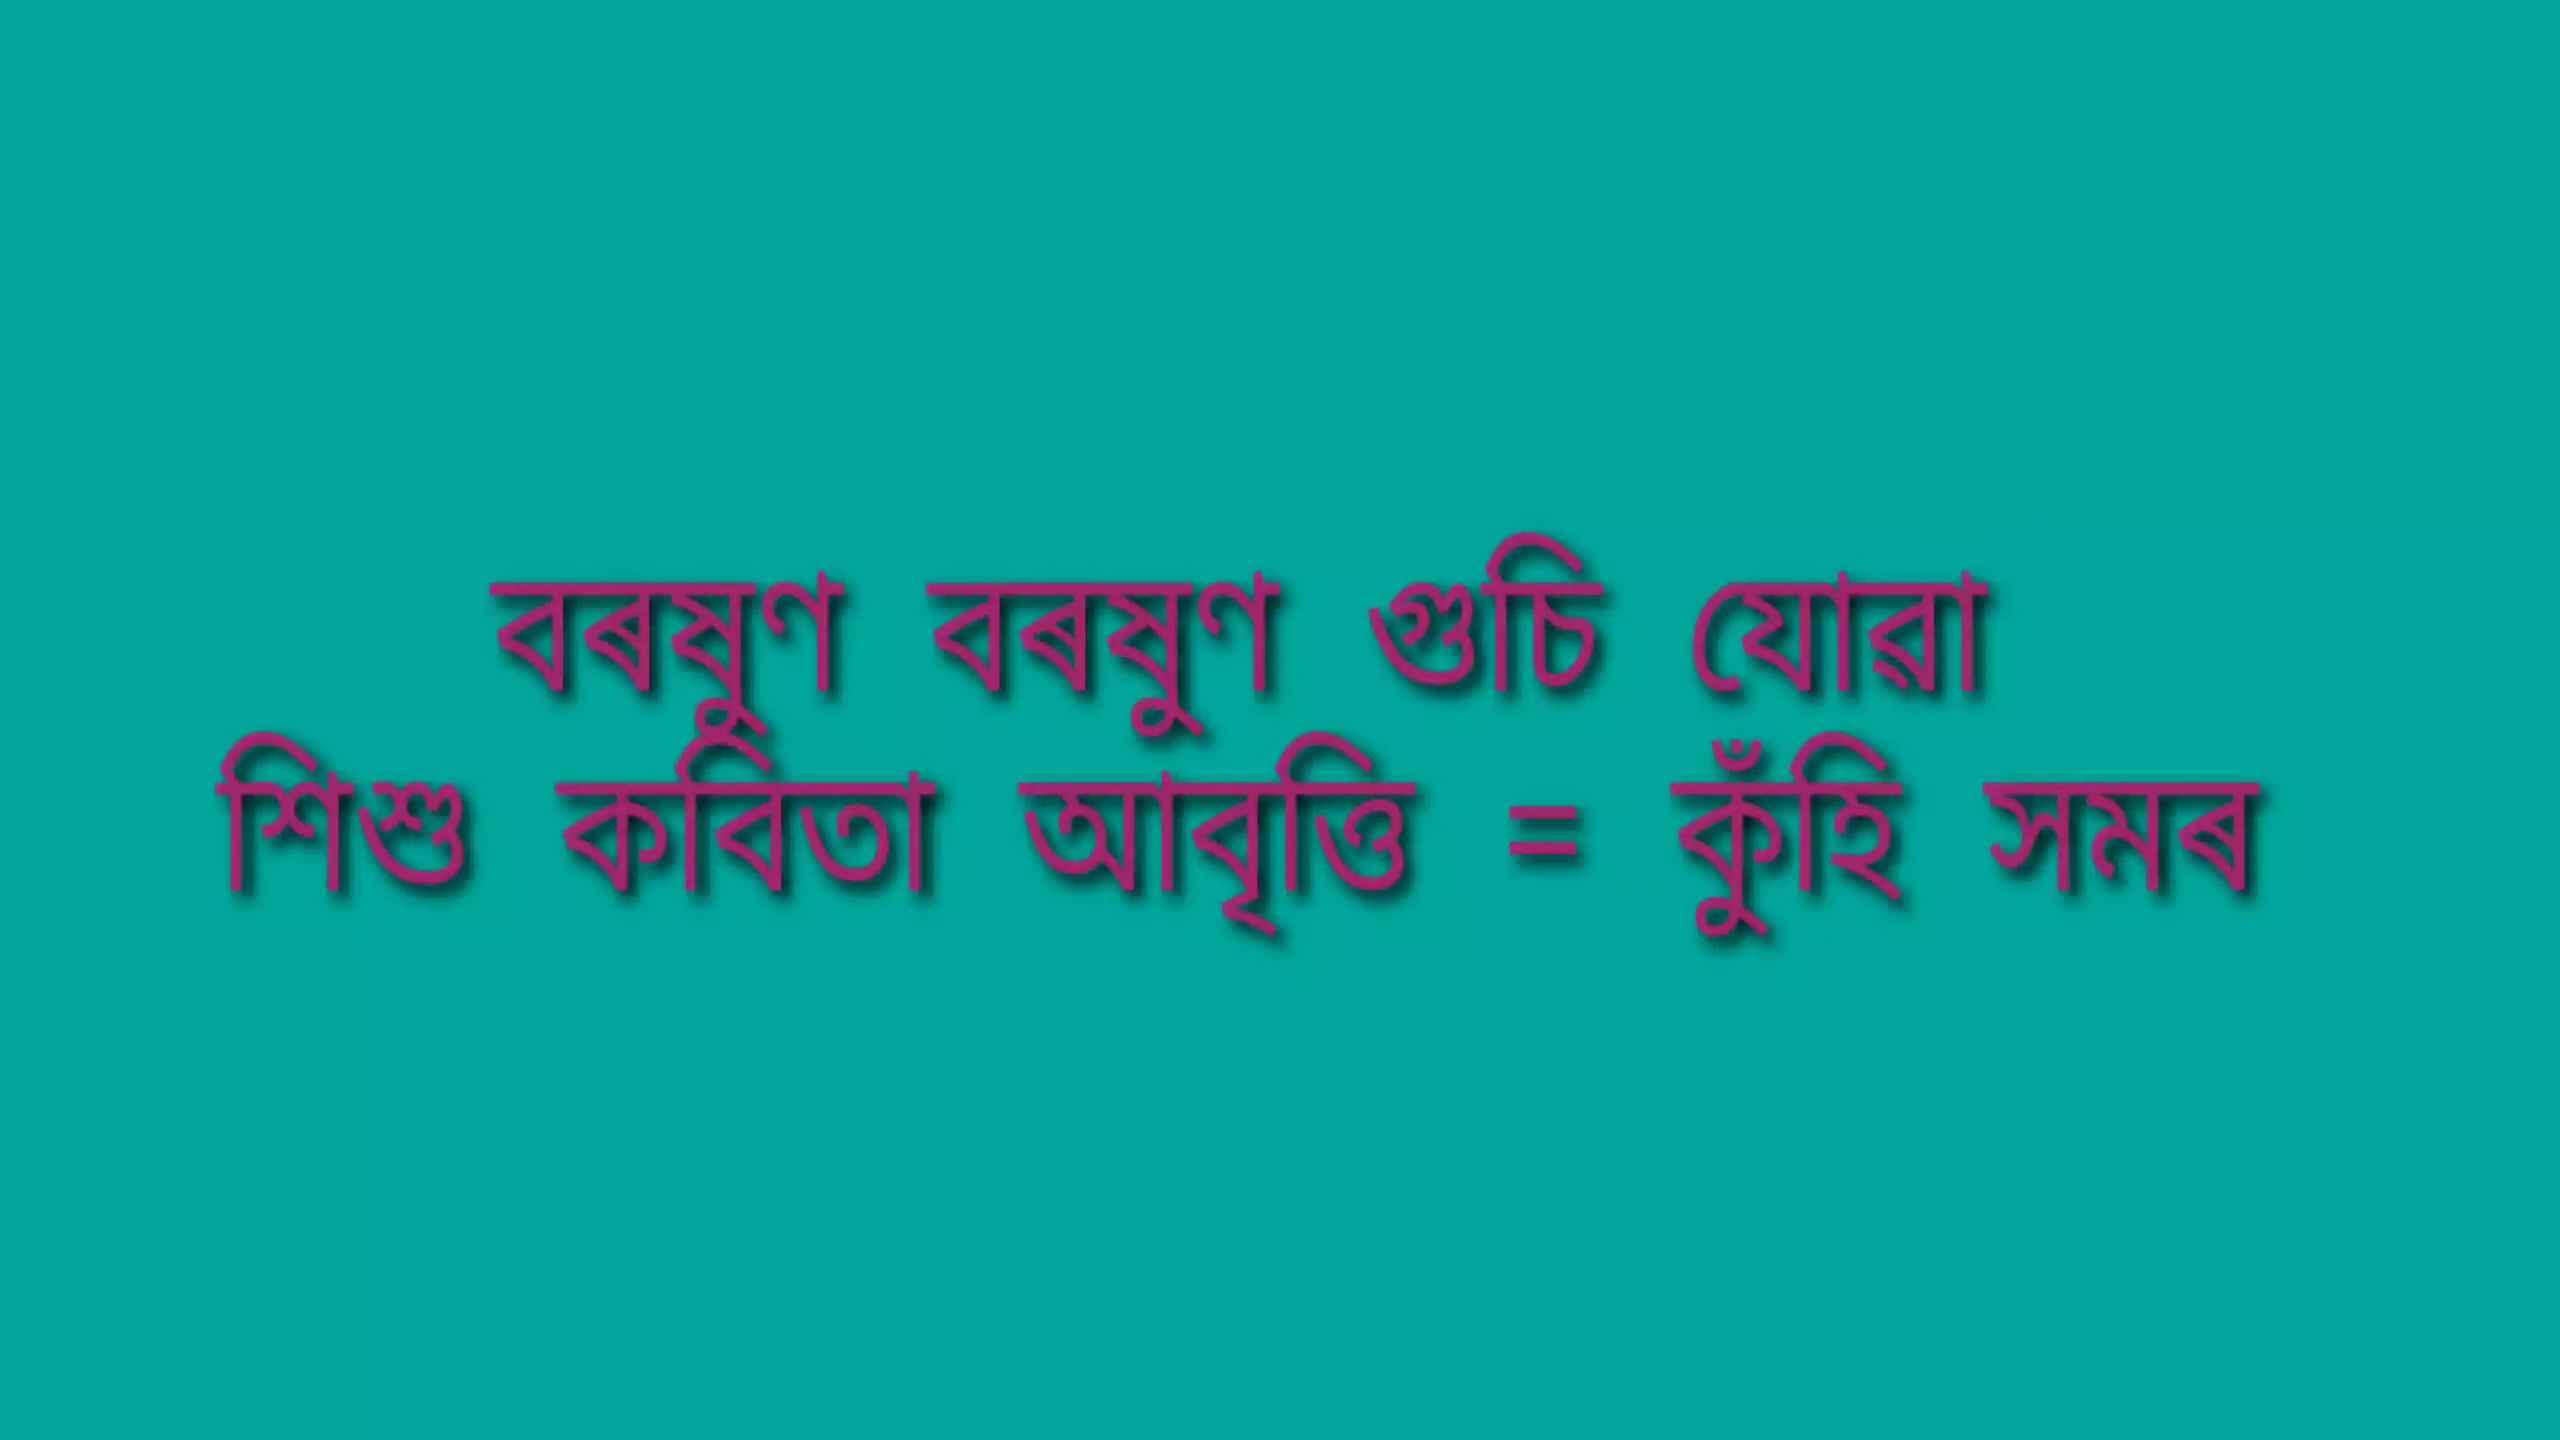 বৰষুণ বৰষুণ গুচি যোৱা
শিশু কবিতা আবৃত্তি = কুঁহি সমৰ